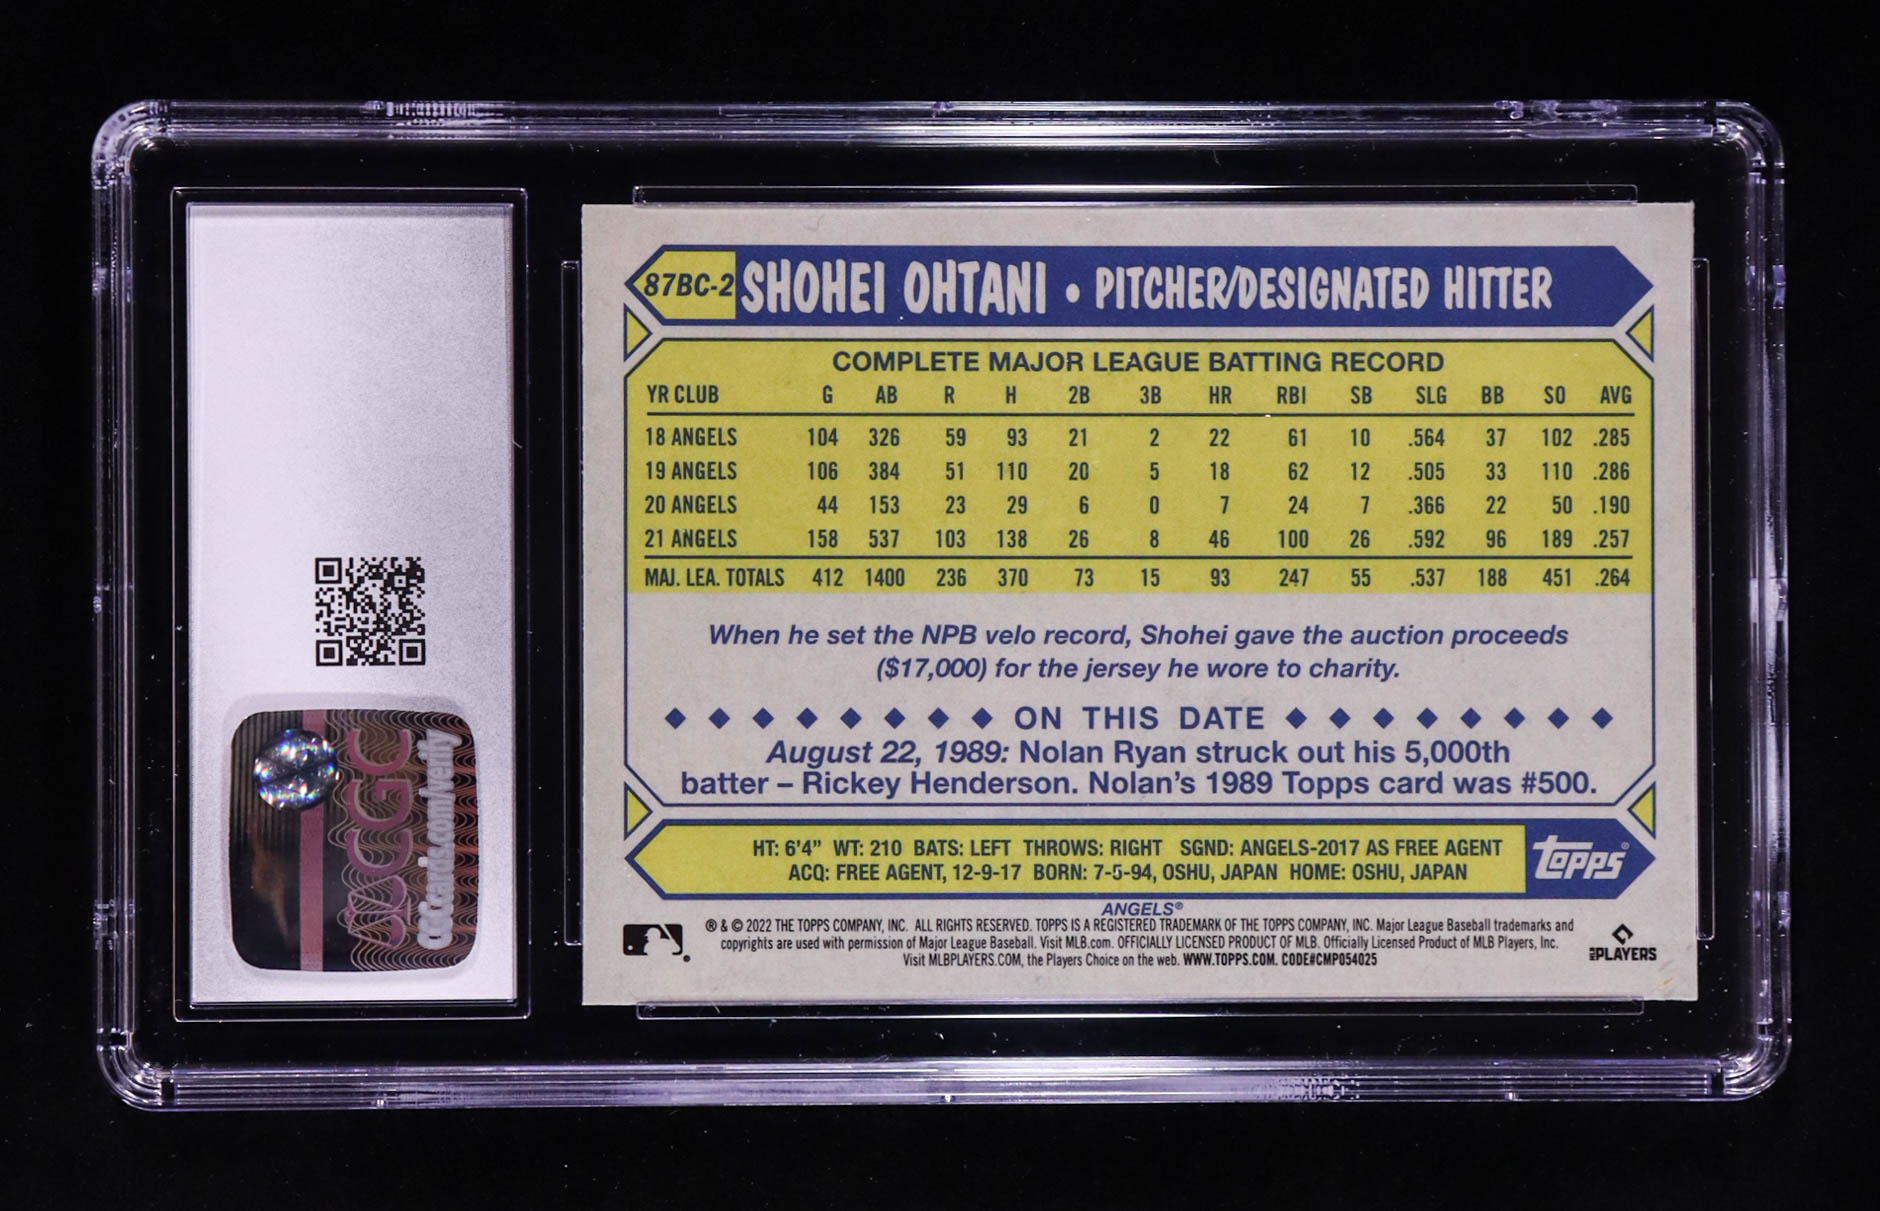 87BC-2 SHOHEI OHTANI • PITCHER/DESIGNATED HITTER
COMPLETE MAJOR LEAGUE BATTING RECORD
YR CLUB G AB R H 2B 3B HR RBI SB SLG BB SO AVG
18 ANGELS 104 326 59 93 21 2 22 61 10 .564 37 102 .285
19 ANGELS 106 384 51 110 20 5 18 62 12 .505 33 110 .286
20 ANGELS 44 153 23 29 6 0 7 24 7 .366 22 50 .190
21 ANGELS 158 537 103 138 26 8 46 100 26 .592 96 189 .257
MAJ. LEA. TOTALS 412 1400 236 370 73 15 93 247 55 .537 188 451 .264
When he set the NPB velo record, Shohei gave the auction proceeds
($17,000) for the jersey he wore to charity.
ON THIS DATE
August 22, 1989: Nolan Ryan struck out his 5,000th
batter – Rickey Henderson. Nolan's 1989 Topps card was #500.
HT: 6'4" WT: 210 BATS: LEFT THROWS: RIGHT SGND: ANGELS-2017 AS FREE AGENT
ACQ: FREE AGENT, 12-9-17 BORN: 7-5-94, OSHU, JAPAN HOME: OSHU, JAPAN
Topps®
ANGELS®
® & © 2022 THE TOPPS COMPANY, INC. ALL RIGHTS RESERVED. TOPPS IS A REGISTERED TRADEMARK OF THE TOPPS COMPANY, INC. Major League Baseball trademarks and
copyrights are used with permission of Major League Baseball. Visit MLB.com. OFFICIALLY LICENSED PRODUCT OF MLB. Officially Licensed Product of MLB Players, Inc.
Visit MLBPLAYERS.COM, the Players Choice on the web. WWW.TOPPS.COM. CODE#CMP054025
MLB PLAYERS
CGC
CGCcards.com/verify